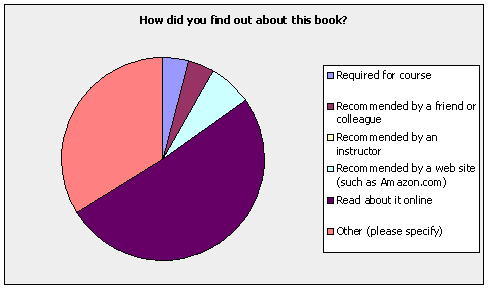 How did you find out about this book?
Required for course
Recommended by a friend or
colleague
Recommended by an
instructor
Recommended by a web site
(such as Amazon.com)
Read about it online
Other (please specify)